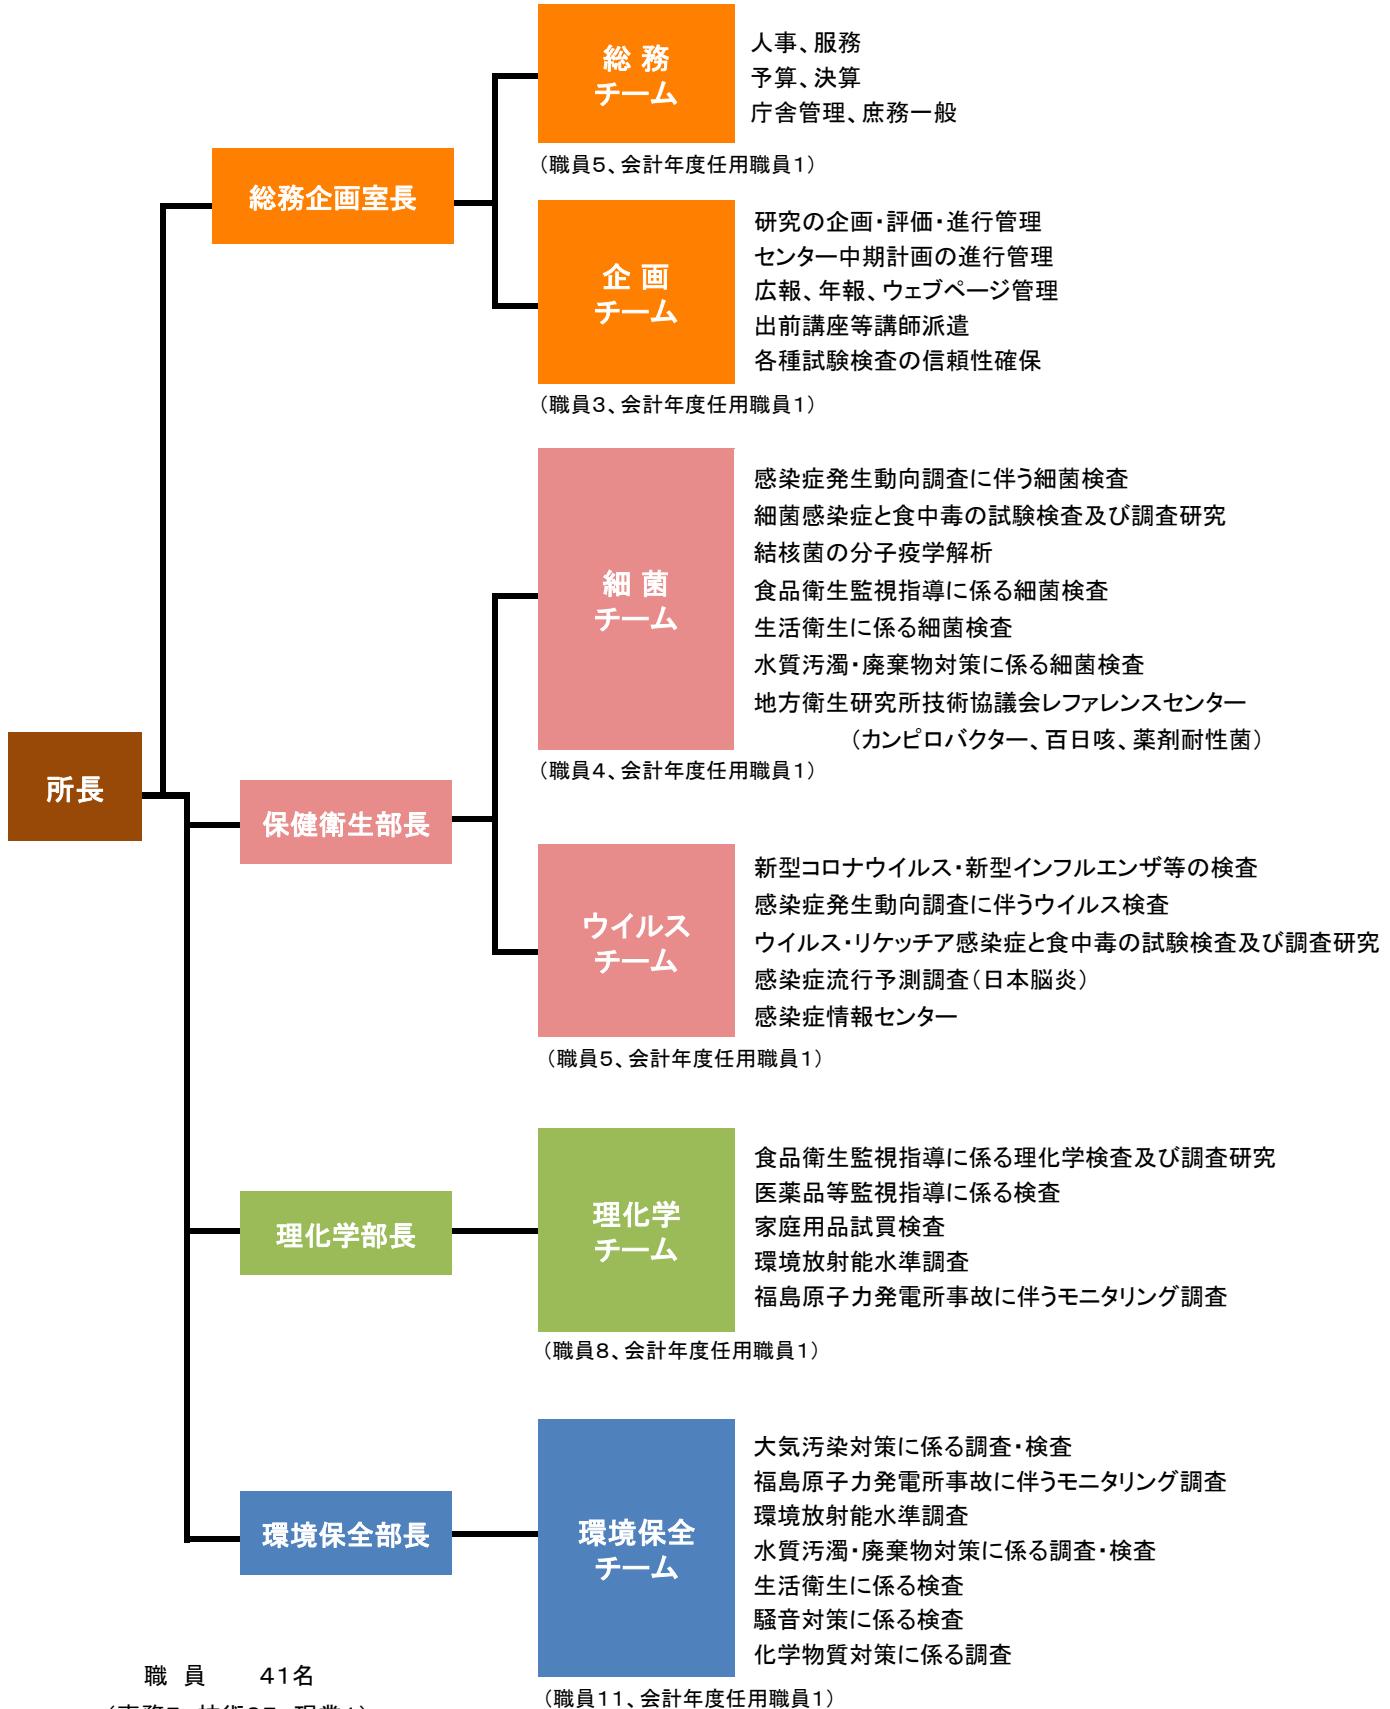 総 務
チーム
人事、服務
予算、決算
庁舎管理、庶務一般
（職員5、会計年度任用職員1）
総務企画室長
企 画
チーム
研究の企画・評価・進行管理
センター中期計画の進行管理
広報、年報、ウェブページ管理
出前講座等講師派遣
各種試験検査の信頼性確保
（職員3、会計年度任用職員1）
細 菌
チーム
感染症発生動向調査に伴う細菌検査
細菌感染症と食中毒の試験検査及び調査研究
結核菌の分子疫学解析
食品衛生監視指導に係る細菌検査
生活衛生に係る細菌検査
水質汚濁・廃棄物対策に係る細菌検査
地方衛生研究所技術協議会レファレンスセンター
（カンピロバクター、百日咳、薬剤耐性菌）
（職員4、会計年度任用職員1）
所長
保健衛生部長
ウイルス
チーム
新型コロナウイルス・新型インフルエンザ等の検査
感染症発生動向調査に伴うウイルス検査
ウイルス・リケッチア感染症と食中毒の試験検査及び調査研究
感染症流行予測調査（日本脳炎）
感染症情報センター
（職員5、会計年度任用職員1）
理化学部長
理化学
チーム
食品衛生監視指導に係る理化学検査及び調査研究
医薬品等監視指導に係る検査
家庭用品試買検査
環境放射能水準調査
福島原子力発電所事故に伴うモニタリング調査
（職員8、会計年度任用職員1）
環境保全部長
環境保全
チーム
大気汚染対策に係る調査・検査
福島原子力発電所事故に伴うモニタリング調査
環境放射能水準調査
水質汚濁・廃棄物対策に係る調査・検査
生活衛生に係る検査
騒音対策に係る検査
化学物質対策に係る調査
（職員11、会計年度任用職員1）
職 員 41名